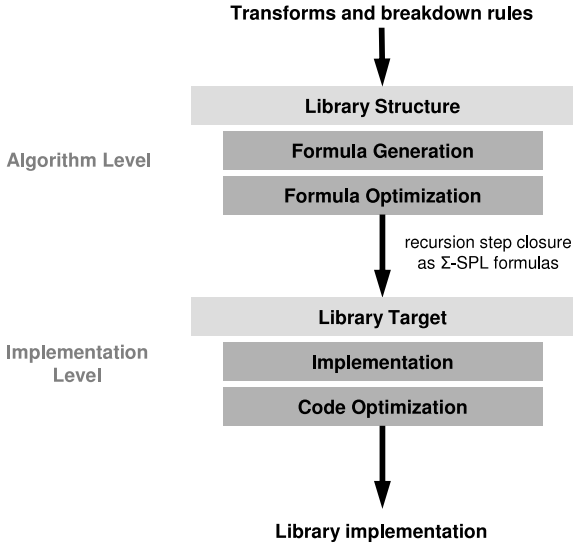 Transforms and breakdown rules
Library Structure
Algorithm Level
Formula Generation
Formula Optimization
recursion step closure
as Σ-SPL formulas
Library Target
Implementation
Level
Implementation
Code Optimization
Library implementation